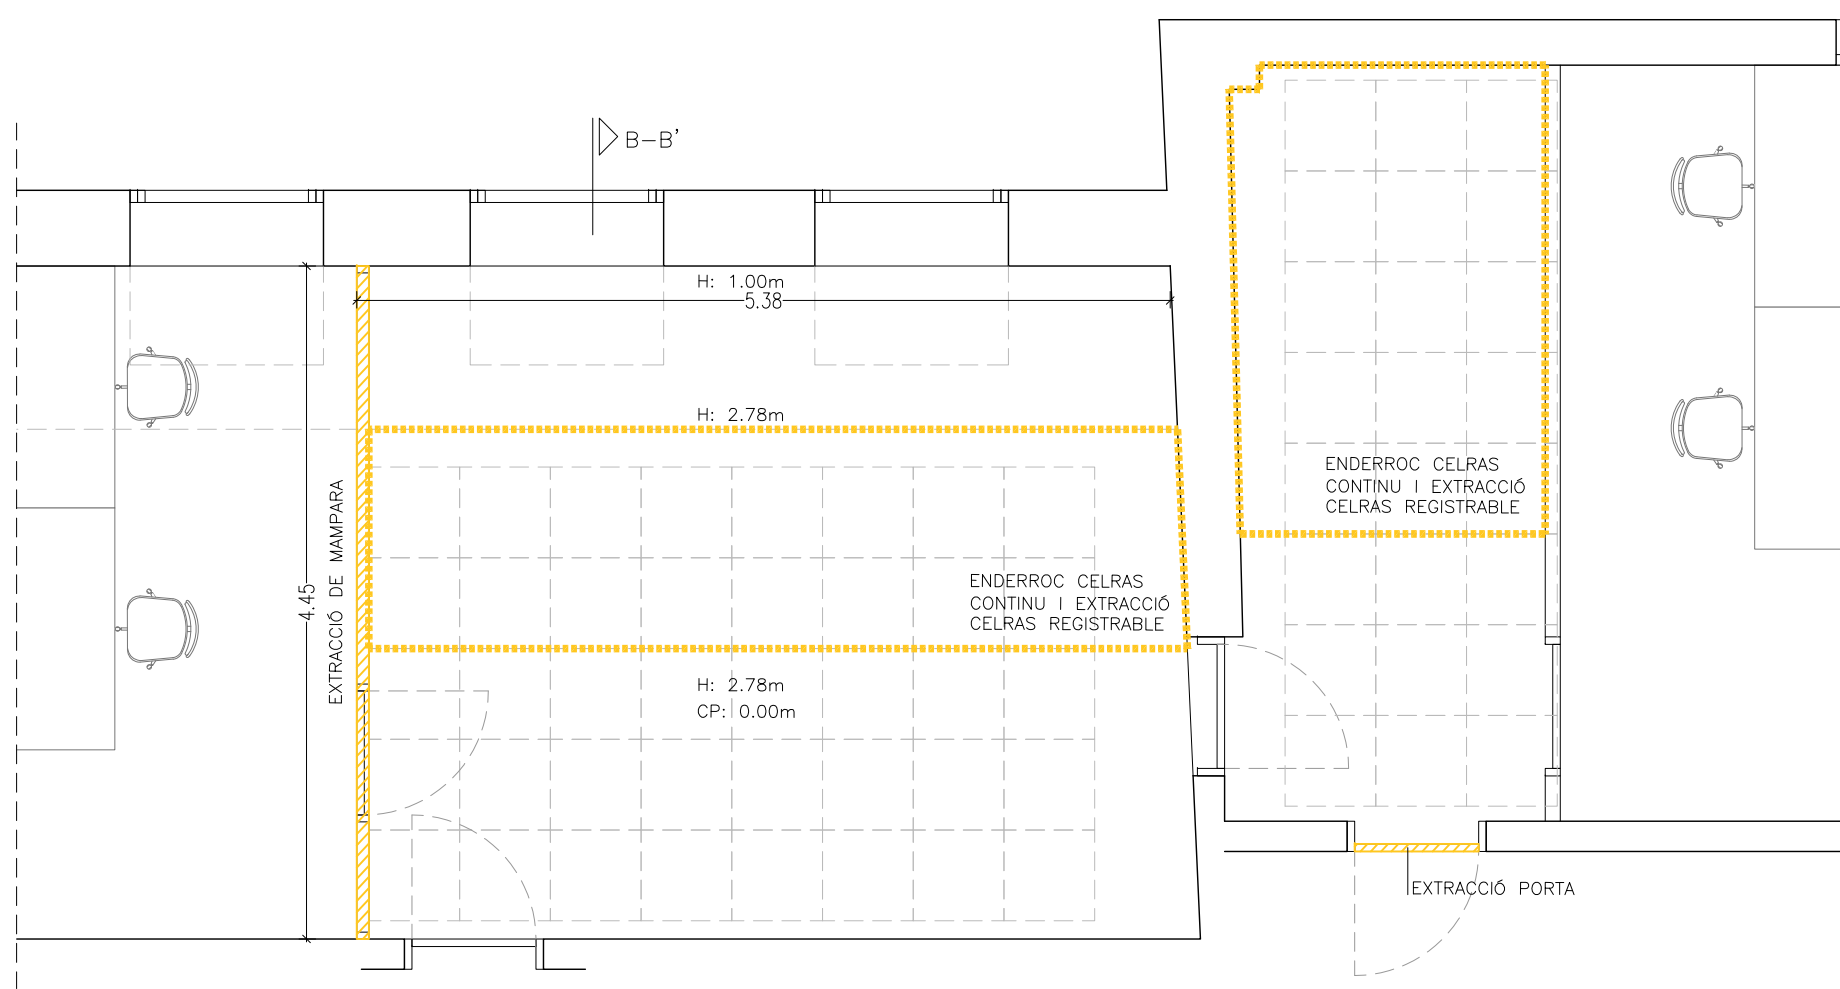 B-B'
H: 1.00m
5.38
H: 2.78m
ENDERROC CELRAS
CONTINU I EXTRACCIÓ
CELRAS REGISTRABLE
EXTRACCIÓ DE MAMPARA
4.45
ENDERROC CELRAS
CONTINU I EXTRACCIÓ
CELRAS REGISTRABLE
H: 2.78m
CP: 0.00m
EXTRACCIÓ PORTA